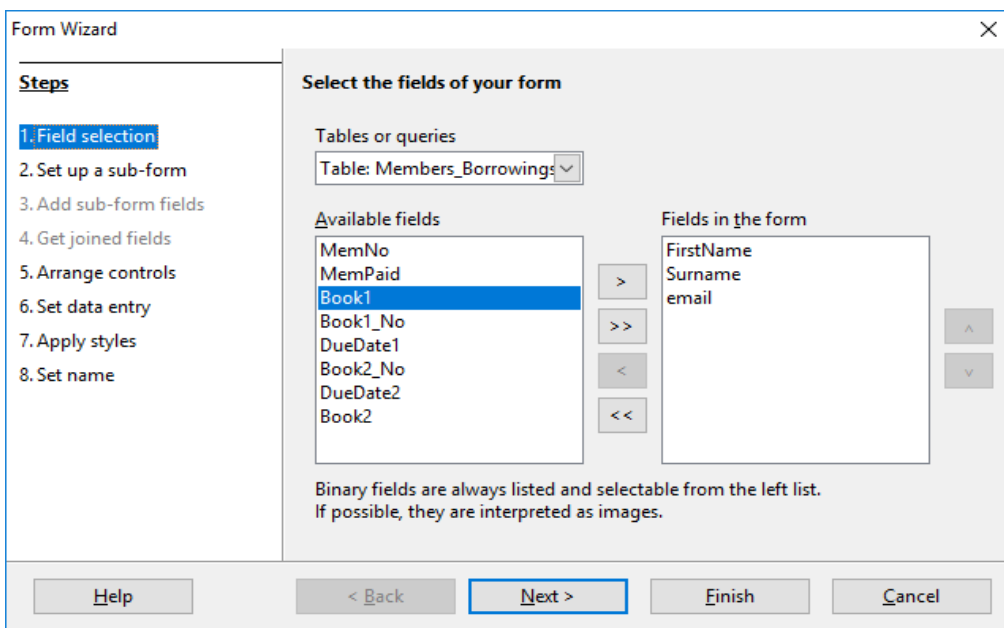 Form Wizard
Steps
1. Field selection
2. Set up a sub-form
3. Add sub-form fields
4. Get joined fields
5. Arrange controls
6. Set data entry
7. Apply styles
8. Set name
Select the fields of your form
Tables or queries
Table: Members_Borrowings
Available fields
MemNo
MemPaid
Book1
Book1_No
DueDate1
Book2_No
DueDate2
Book2
>
>>
<
<<
Fields in the form
FirstName
Surname
email
Binary fields are always listed and selectable from the left list.
If possible, they are interpreted as images.
Help
< Back
Next >
Finish
Cancel